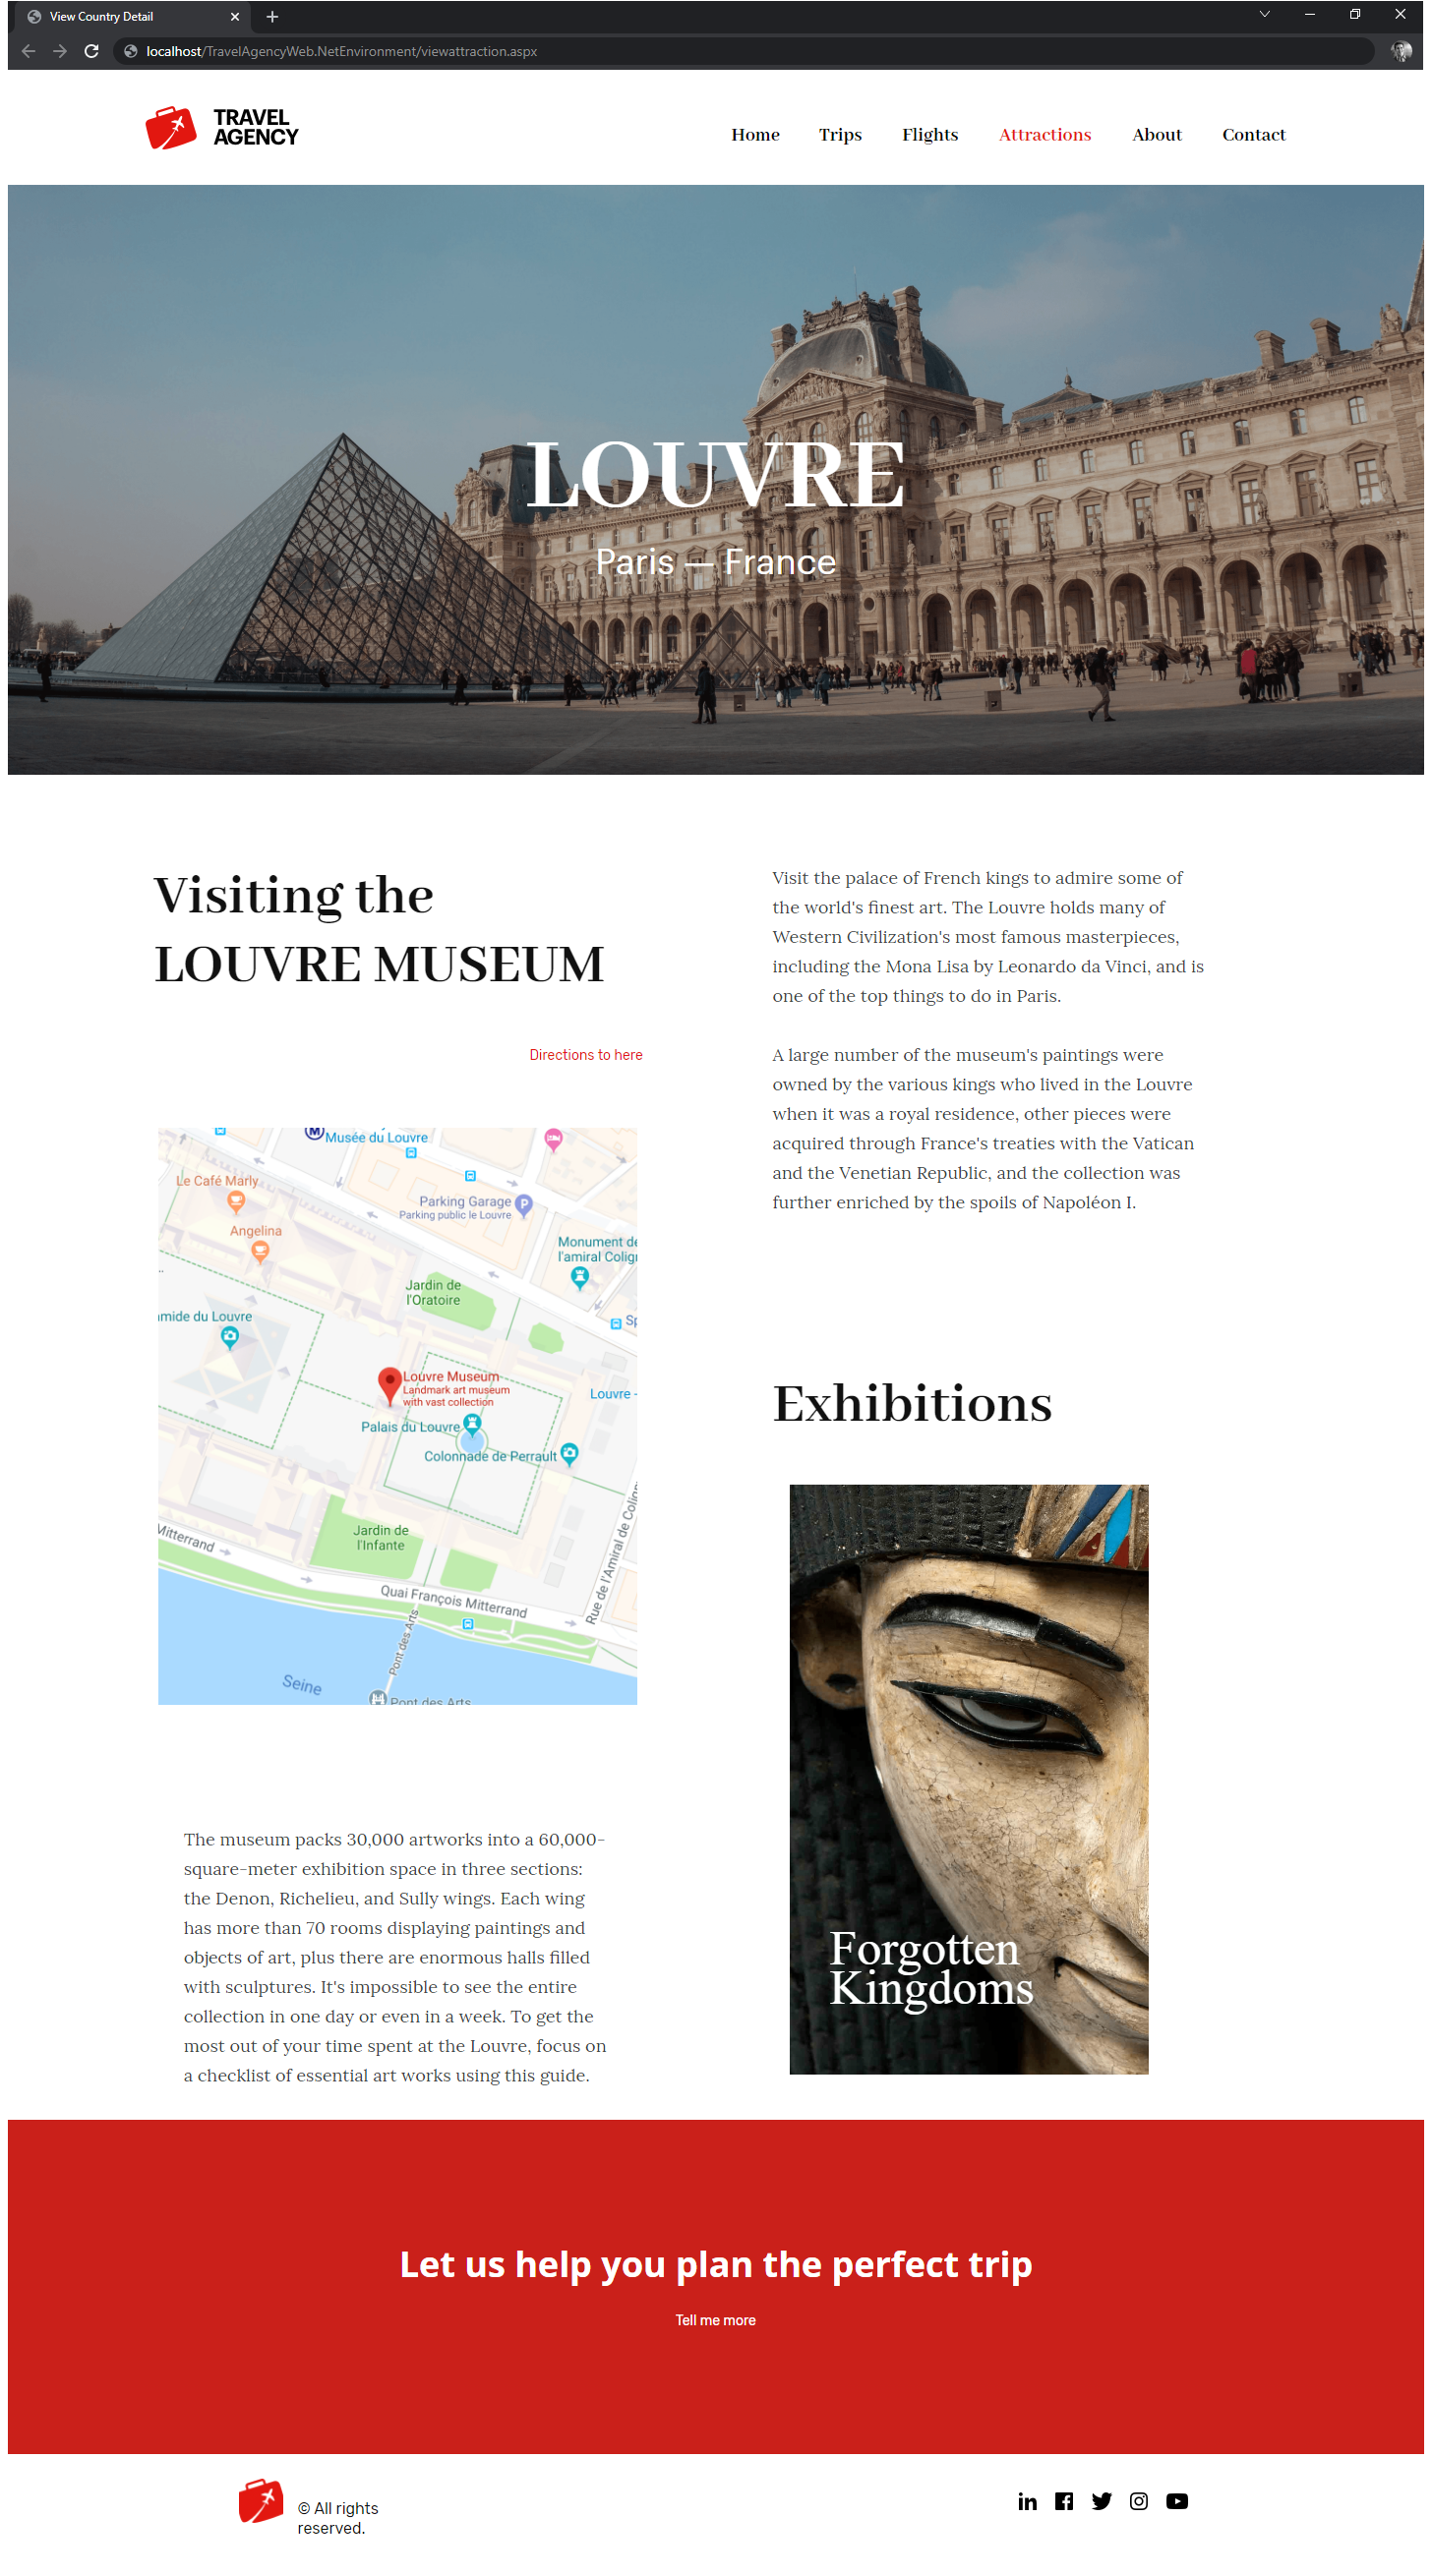 View Country Detail
localhost/TravelAgencyWeb.NetEnvironment/viewattraction.aspx
TRAVEL
AGENCY
Home Trips Flights Attractions About Contact
LOUVRE
Paris — France
Visiting the
LOUVRE MUSEUM
Directions to here
Musée du Louvre
Le Café Marly
Parking Garage
Parking public le Louvre
Angelina
Monument de
l'amiral Colign
Jardin de
l'Oratoire
amide du Louvre
Sp
Louvre Museum
Landmark art museum
with vast collection
Louvre -
Palais du Louvre
Colonnade de Perrault
Jardin de
l'Infante
Mitterrand
Quai François Mitterrand
Rue de l'Amiral de Colign
Pont des Arts
Seine
Pont des Arts
Visit the palace of French kings to admire some of
the world's finest art. The Louvre holds many of
Western Civilization's most famous masterpieces,
including the Mona Lisa by Leonardo da Vinci, and is
one of the top things to do in Paris.
A large number of the museum's paintings were
owned by the various kings who lived in the Louvre
when it was a royal residence, other pieces were
acquired through France's treaties with the Vatican
and the Venetian Republic, and the collection was
further enriched by the spoils of Napoléon I.
Exhibitions
Forgotten
Kingdoms
The museum packs 30,000 artworks into a 60,000-
square-meter exhibition space in three sections:
the Denon, Richelieu, and Sully wings. Each wing
has more than 70 rooms displaying paintings and
objects of art, plus there are enormous halls filled
with sculptures. It's impossible to see the entire
collection in one day or even in a week. To get the
most out of your time spent at the Louvre, focus on
a checklist of essential art works using this guide.
Let us help you plan the perfect trip
Tell me more
© All rights
reserved.